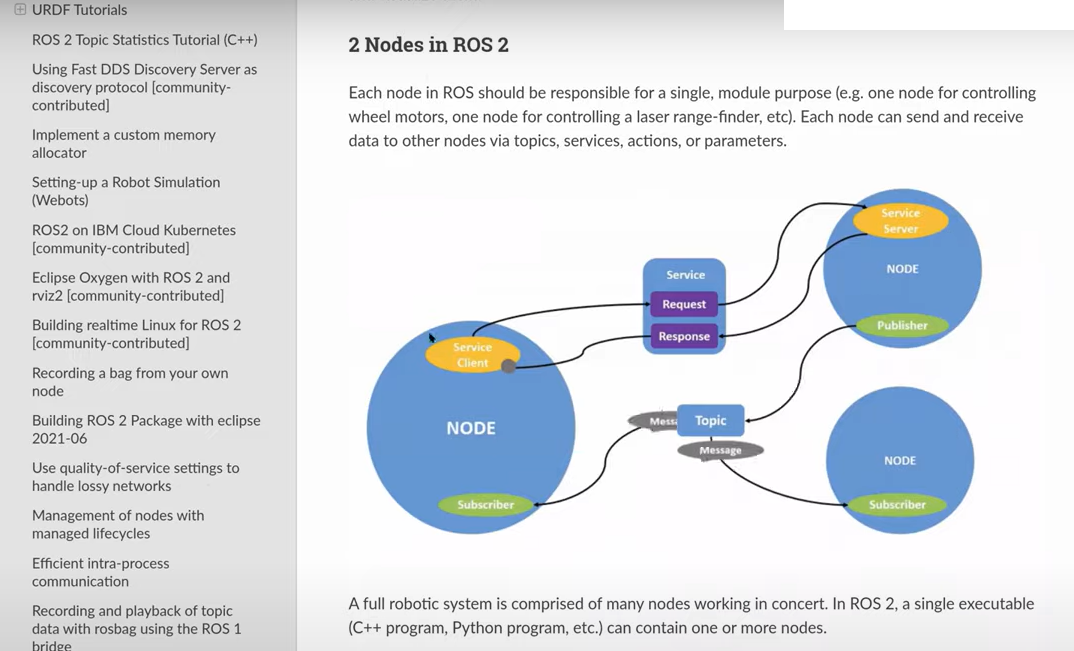 URDF Tutorials
ROS 2 Topic Statistics Tutorial (C++)
Using Fast DDS Discovery Server as
discovery protocol [community-
contributed]
Implement a custom memory
allocator
Setting-up a Robot Simulation
(Webots)
ROS2 on IBM Cloud Kubernetes
[community-contributed]
Eclipse Oxygen with ROS 2 and
rviz2 [community-contributed]
Building realtime Linux for ROS 2
[community-contributed]
Recording a bag from your own
node
Building ROS 2 Package with eclipse
2021-06
Use quality-of-service settings to
handle lossy networks
Management of nodes with
managed lifecycles
Efficient intra-process
communication
Recording and playback of topic
data with rosbag using the ROS 1
bridge
2 Nodes in ROS 2
Each node in ROS should be responsible for a single, module purpose (e.g. one node for controlling
wheel motors, one node for controlling a laser range-finder, etc). Each node can send and receive
data to other nodes via topics, services, actions, or parameters.
Service
Server
NODE
Publisher
Service
Request
Response
Service
Client
NODE
Subscriber
Mess
Topic
Message
NODE
Subscriber
A full robotic system is comprised of many nodes working in concert. In ROS 2, a single executable
(C++ program, Python program, etc.) can contain one or more nodes.